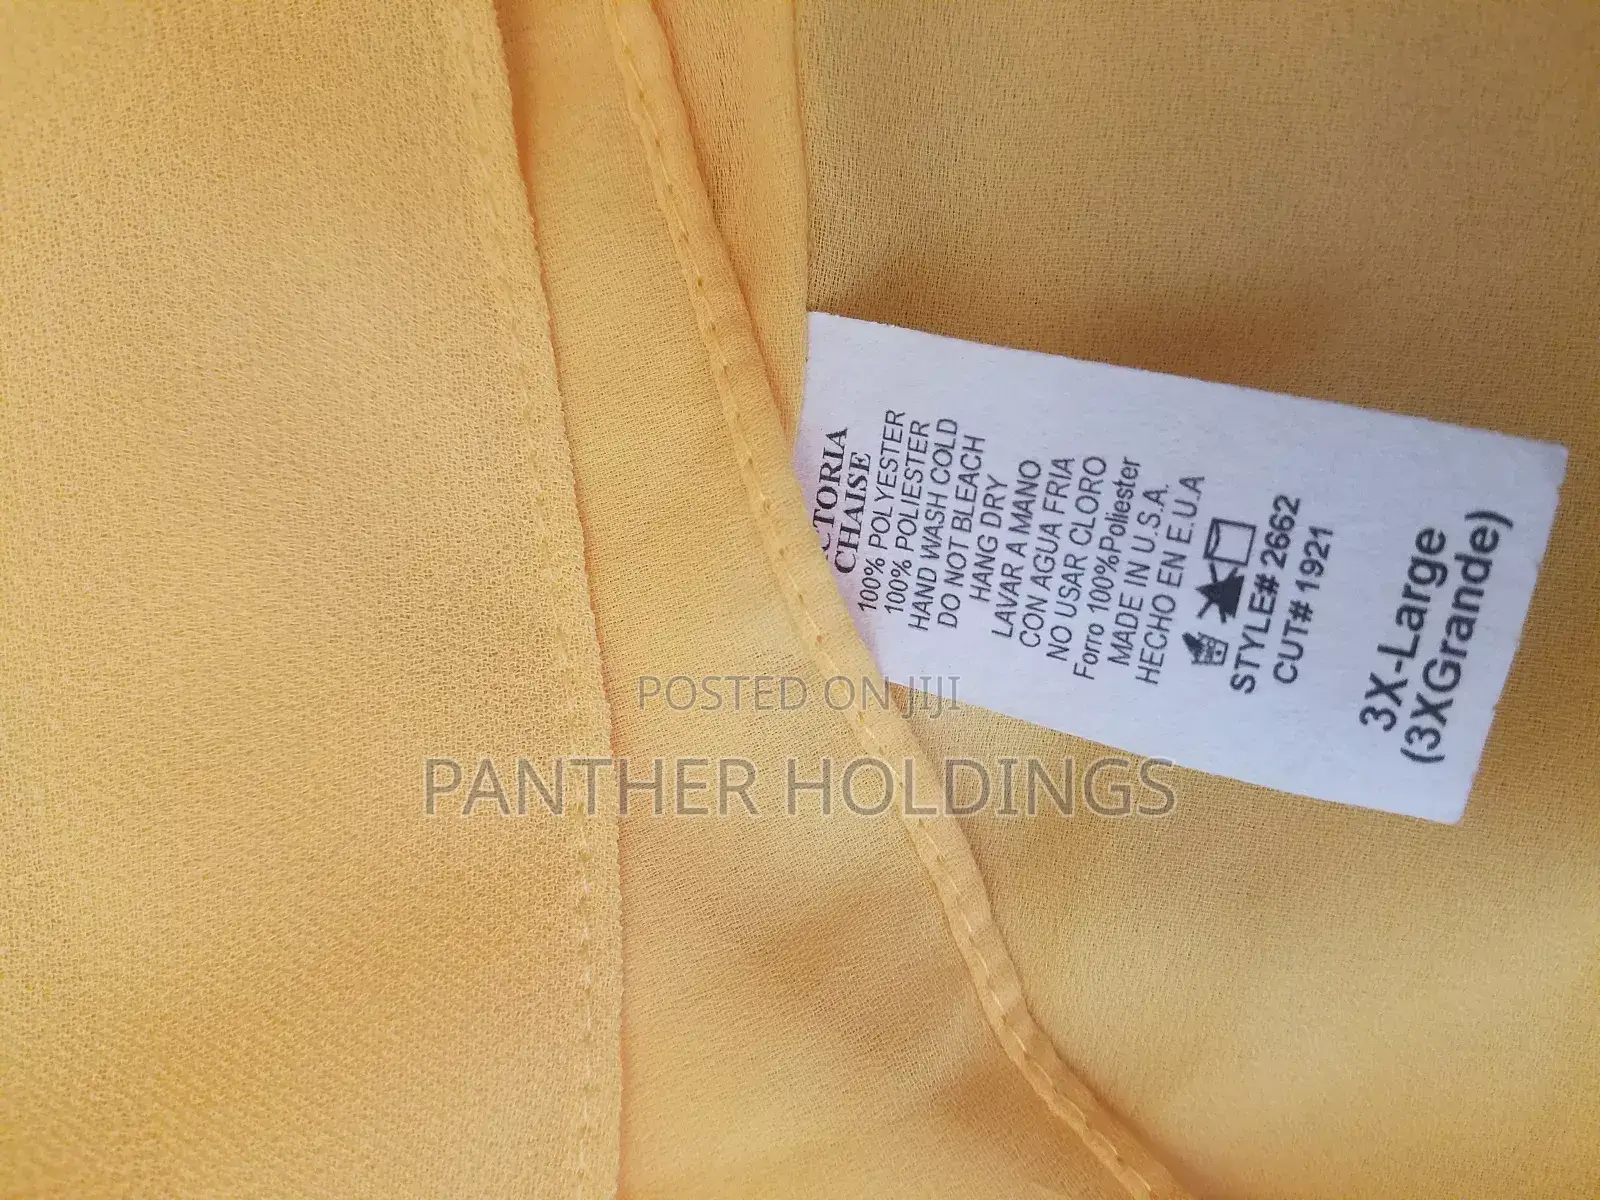 CHAISE
100% POLYESTER
100% POLIESTER
HAND WASH COLD
DO NOT BLEACH
HANG DRY
LAVAR A MANO
CON AGUA FRIA
NO USAR CLORO
Forro 100%Poliester
MADE IN U.S.A.
HECHO EN E.U.A
STYLE# 2662
CUT# 1921
3X-Large
(3XGrande)
POSTED ON JIJI
PANTHER HOLDINGS